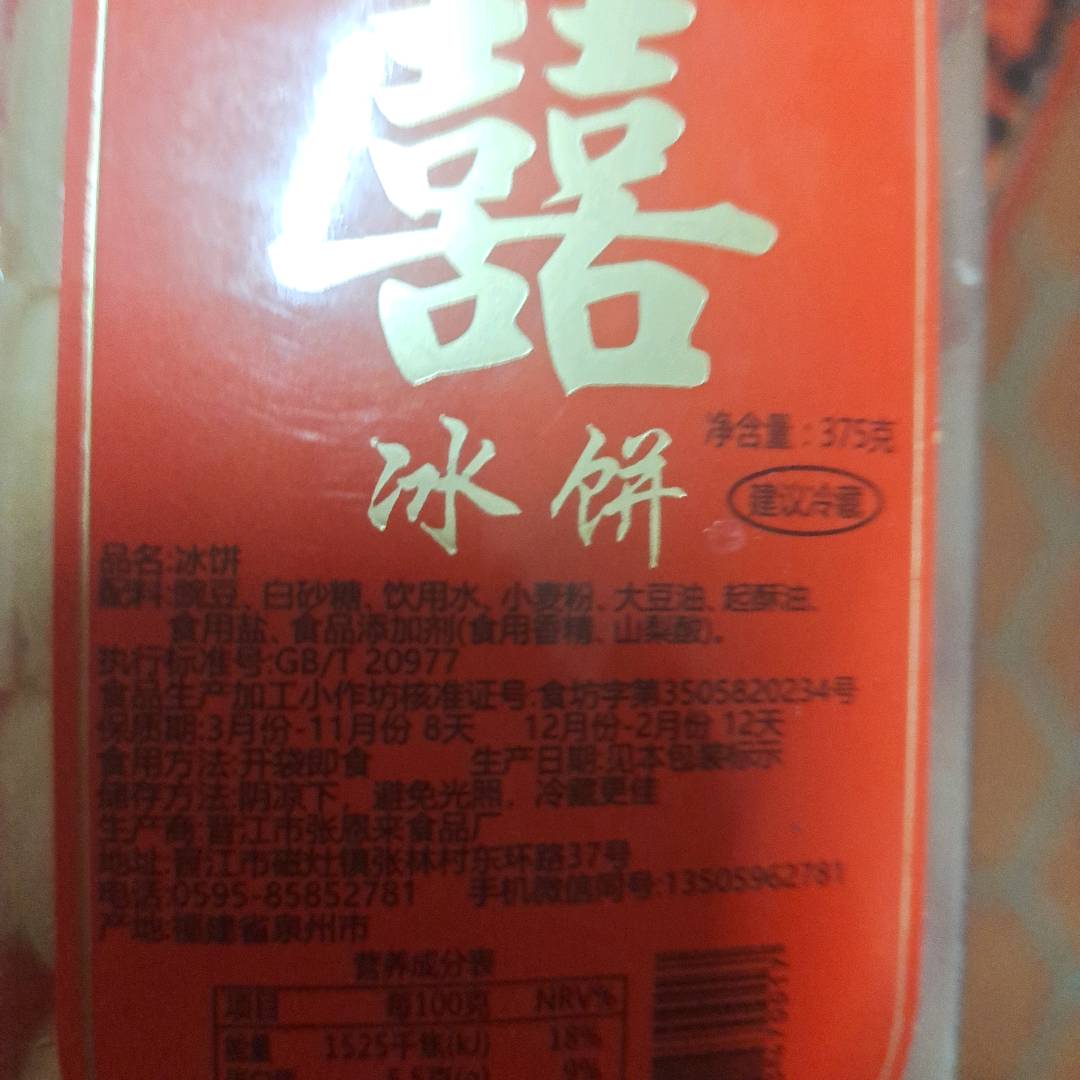 囍
冰饼
净含量:375克
建议冷藏
品名:冰饼
配料:豌豆、白砂糖、饮用水、小麦粉、大豆油、起酥油、
食用盐、食品添加剂(食用香精、山梨酸)。
执行标准号:GB/T 20977
食品生产加工小作坊核准证号:食坊字第3505820234号
保质期:3月份-11月份 8天 12月份-2月份 12天
食用方法:开袋即食 生产日期:见本包装标示
储存方法:阴凉下，避免光照，冷藏更佳
生产商:晋江市张鼎来食品厂
地址:晋江市磁灶镇张林村东环路37号
电话:0595-85852781 手机微信同号:13505962781
产地:福建省泉州市
营养成分表
项目 每100克 NRV%
能量 1525千焦(kJ) 18%
9%